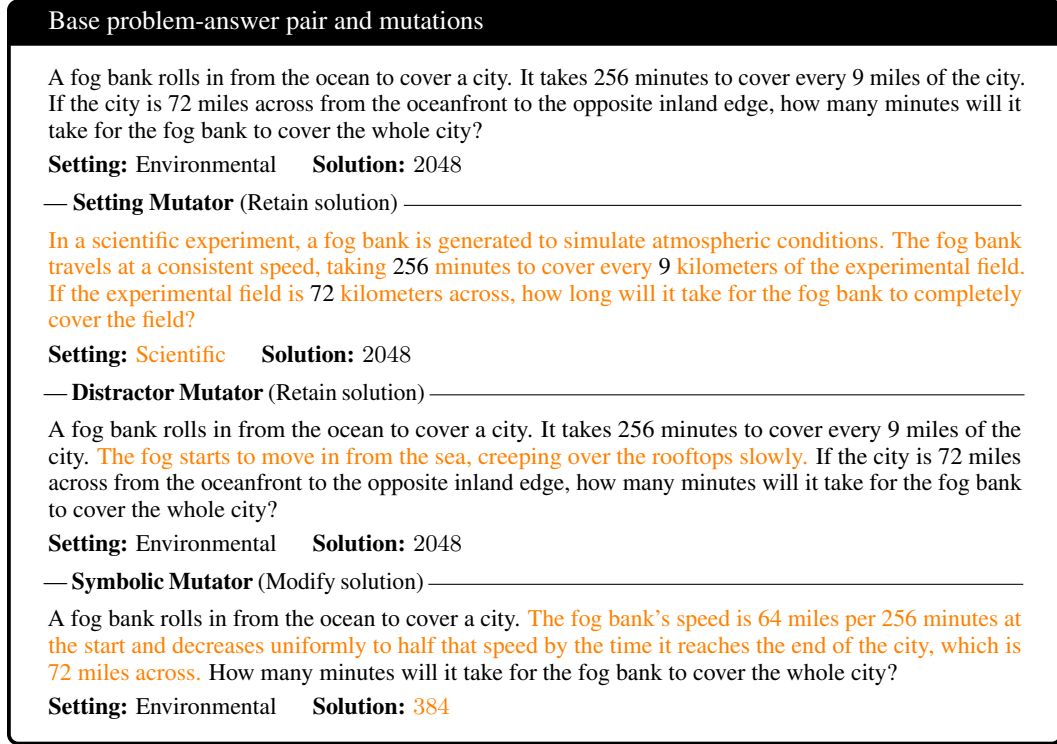 Base problem-answer pair and mutations
A fog bank rolls in from the ocean to cover a city. It takes 256 minutes to cover every 9 miles of the city.
If the city is 72 miles across from the oceanfront to the opposite inland edge, how many minutes will it
take for the fog bank to cover the whole city?
Setting: Environmental Solution: 2048
— Setting Mutator (Retain solution)
In a scientific experiment, a fog bank is generated to simulate atmospheric conditions. The fog bank
travels at a consistent speed, taking 256 minutes to cover every 9 kilometers of the experimental field.
If the experimental field is 72 kilometers across, how long will it take for the fog bank to completely
cover the field?
Setting: Scientific Solution: 2048
— Distractor Mutator (Retain solution)
A fog bank rolls in from the ocean to cover a city. It takes 256 minutes to cover every 9 miles of the
city. The fog starts to move in from the sea, creeping over the rooftops slowly. If the city is 72 miles
across from the oceanfront to the opposite inland edge, how many minutes will it take for the fog bank
to cover the whole city?
Setting: Environmental Solution: 2048
— Symbolic Mutator (Modify solution)
A fog bank rolls in from the ocean to cover a city. The fog bank's speed is 64 miles per 256 minutes at
the start and decreases uniformly to half that speed by the time it reaches the end of the city, which is
72 miles across. How many minutes will it take for the fog bank to cover the whole city?
Setting: Environmental Solution: 384